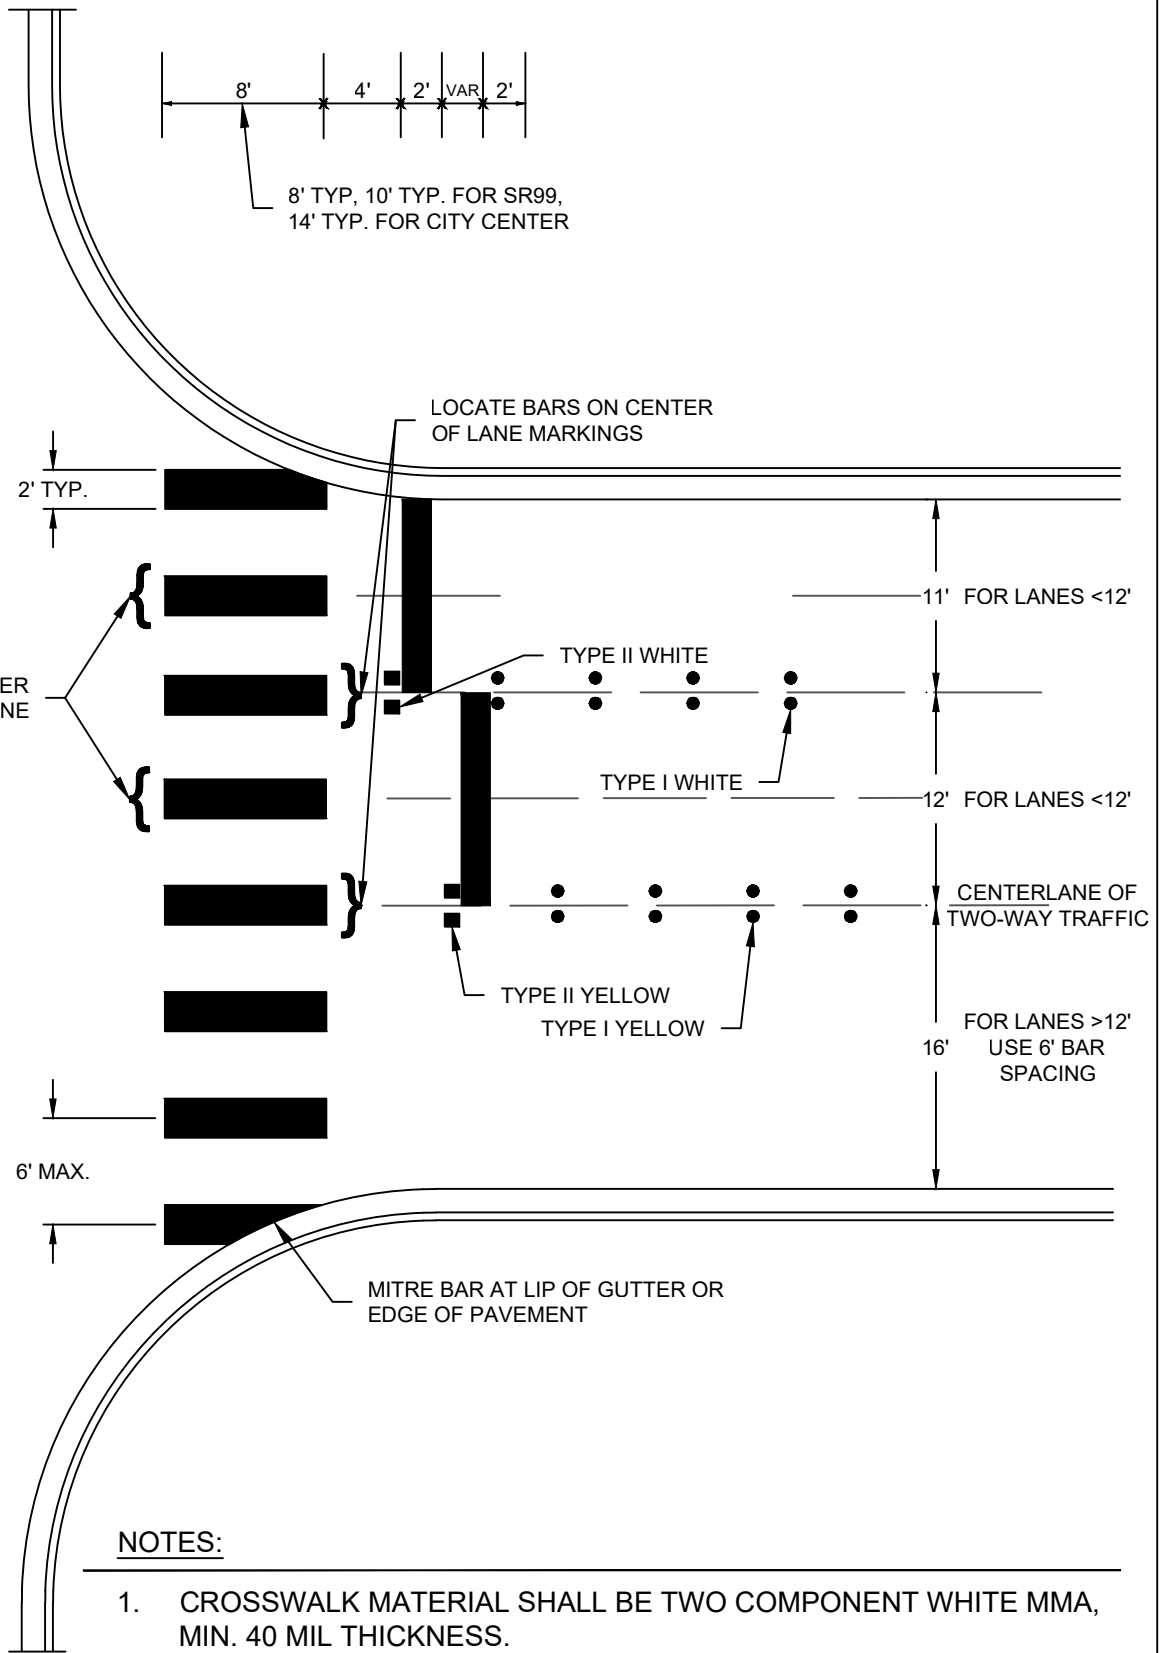 8' 4' 2' VAR 2'
8' TYP, 10' TYP. FOR SR99,
14' TYP. FOR CITY CENTER
LOCATE BARS ON CENTER
OF LANE MARKINGS
2' TYP.
11' FOR LANES <12'
TYPE II WHITE
ER
NE
TYPE I WHITE
12' FOR LANES <12'
CENTERLANE OF
TWO-WAY TRAFFIC
TYPE II YELLOW
TYPE I YELLOW
FOR LANES >12'
16' USE 6' BAR
SPACING
6' MAX.
MITRE BAR AT LIP OF GUTTER OR
EDGE OF PAVEMENT
NOTES:
1. CROSSWALK MATERIAL SHALL BE TWO COMPONENT WHITE MMA,
MIN. 40 MIL THICKNESS.